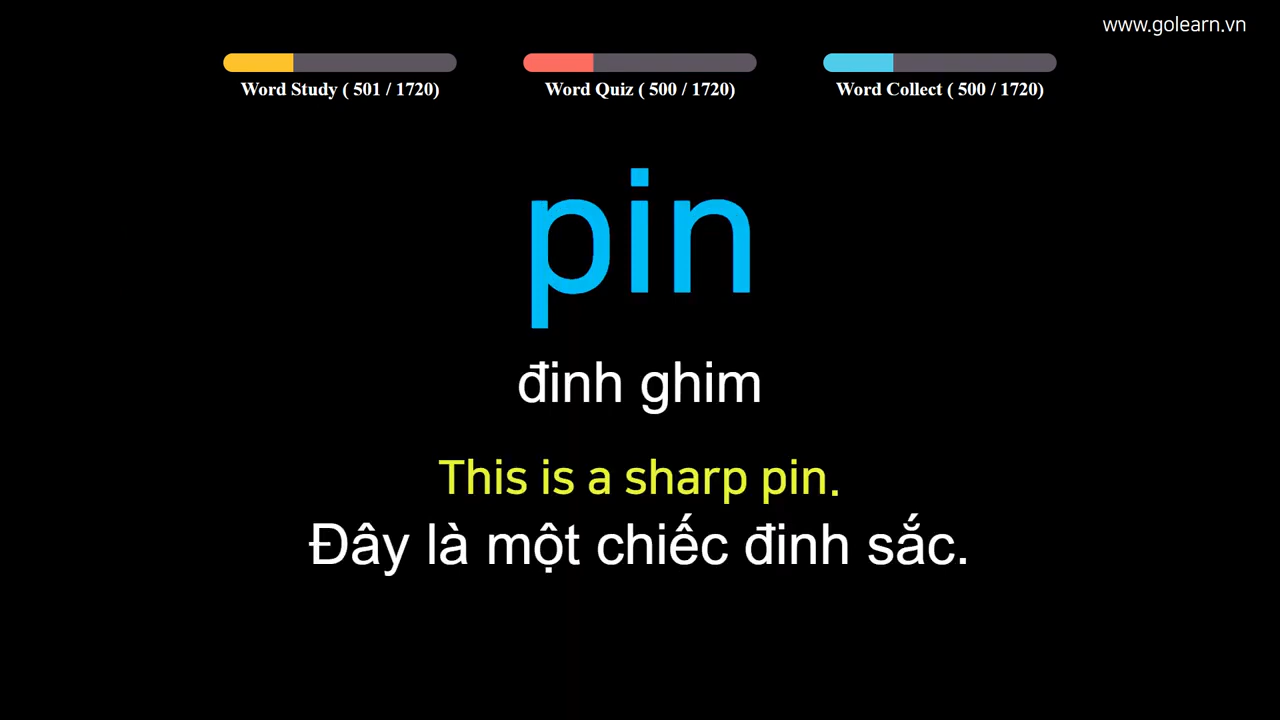 www.golearn.vn
Word Study ( 501 / 1720)
Word Quiz ( 500 / 1720)
Word Collect ( 500 / 1720)
pin
đinh ghim
This is a sharp pin.
Đây là một chiếc đinh sắc.